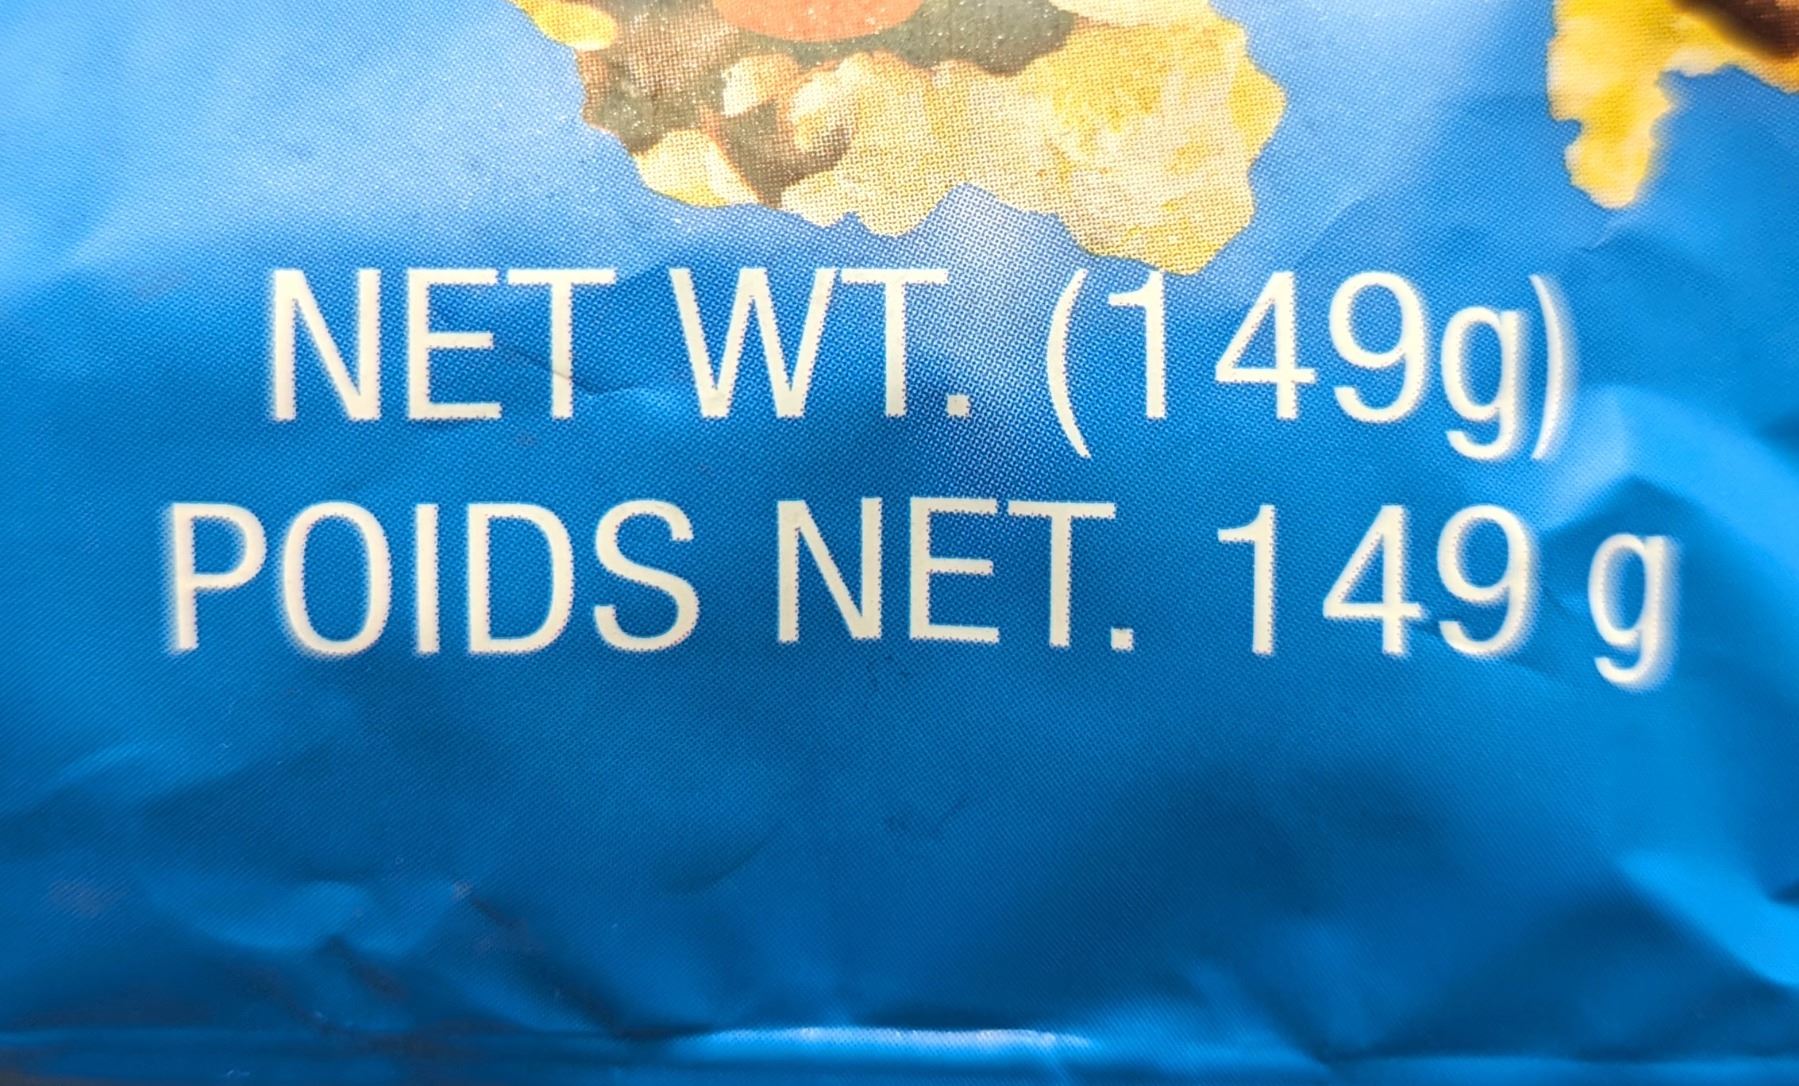 NET WT. (149g)
POIDS NET. 149 g